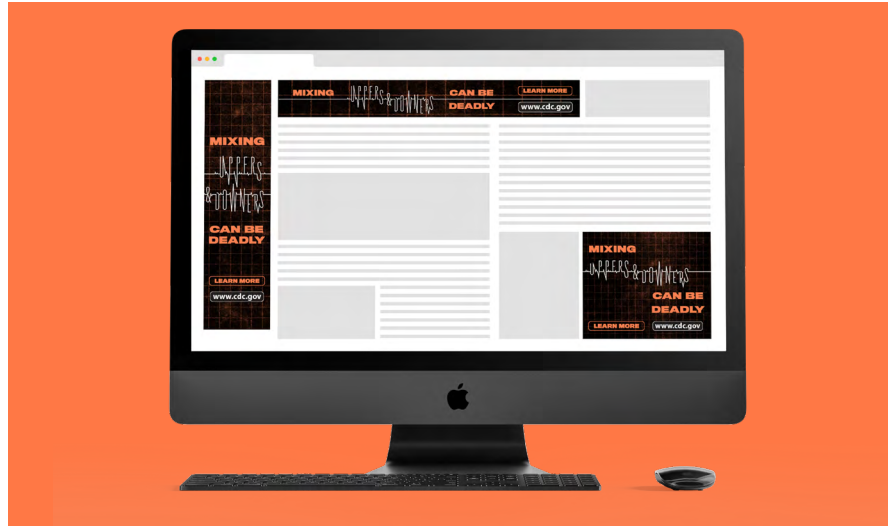 MIXING
UPPERS
& DOWNERS
CAN BE
DEADLY
LEARN MORE
www.cdc.gov
MIXING UPPERS & DOWNERS CAN BE
DEADLY
LEARN MORE
www.cdc.gov
MIXING
UPPERS & DOWNERS
CAN BE
DEADLY
LEARN MORE www.cdc.gov